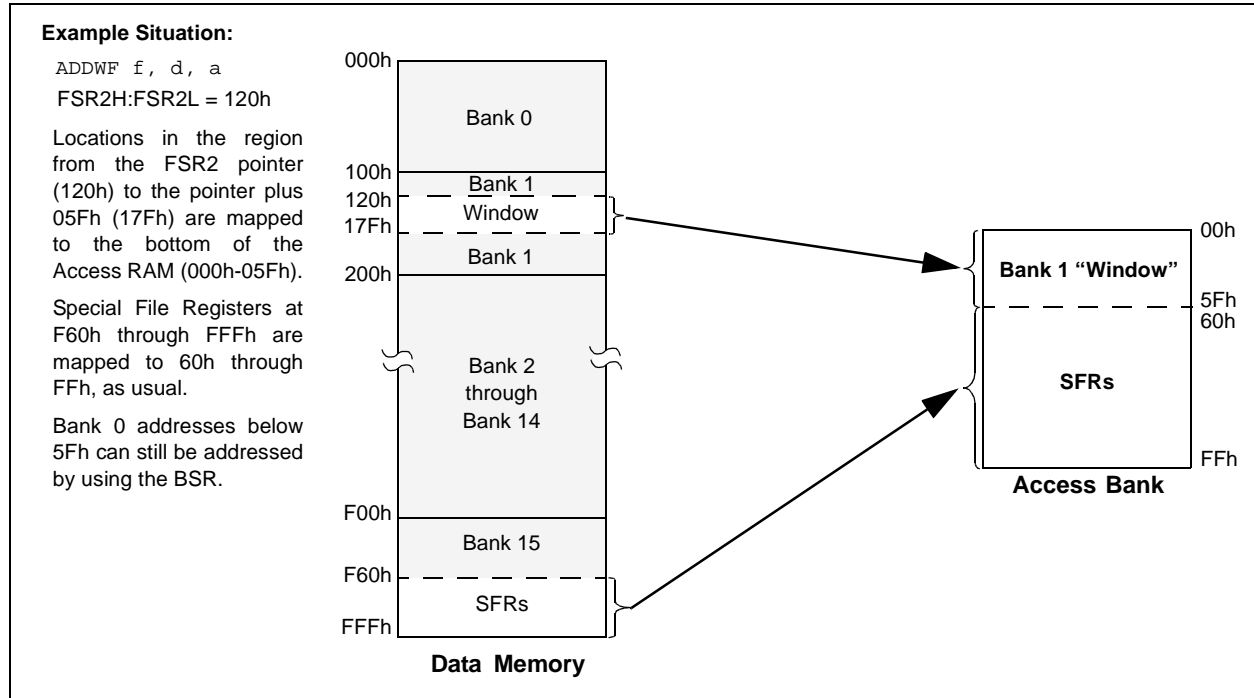 Example Situation:
ADDWF f, d, a
FSR2H:FSR2L = 120h
Locations in the region
from the FSR2 pointer
(120h) to the pointer plus
05Fh (17Fh) are mapped
to the bottom of the
Access RAM (000h-05Fh).
Special File Registers at
F60h through FFFh are
mapped to 60h through
FFh, as usual.
Bank 0 addresses below
5Fh can still be addressed
by using the BSR.
000h
Bank 0
100h
Bank 1
120h
Window
17Fh
Bank 1
200h
Bank 2
through
Bank 14
F00h
Bank 15
F60h
SFRs
FFFh
Data Memory
00h
Bank 1 “Window”
5Fh
60h
SFRs
FFh
Access Bank